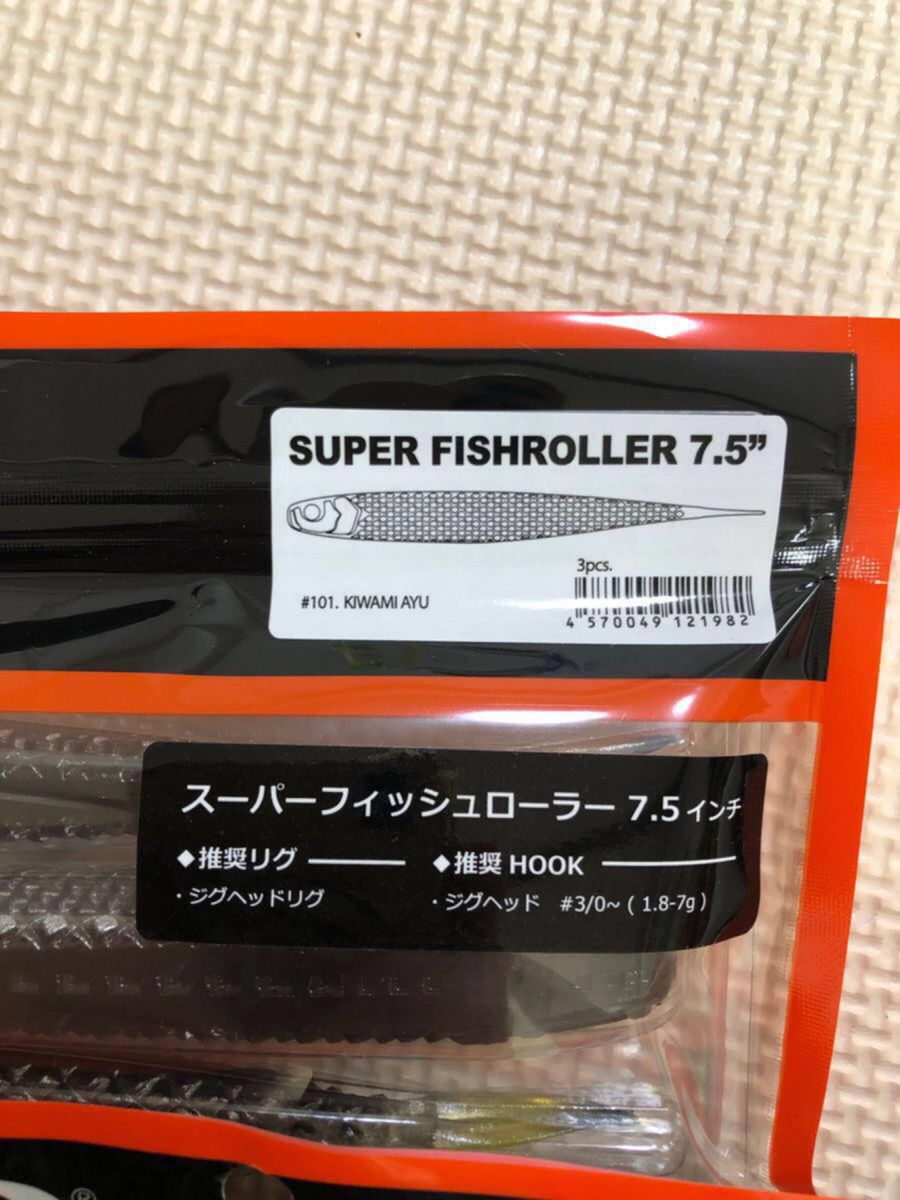 SUPER FISHROLLER 7.5”
3pcs.
#101. KIWAMI AYU
4 570049 121982
スーパーフィッシュローラー 7.5 インチ
◆推奨リグ
◆推奨 HOOK
・ジグヘッドリグ
・ジグヘッド #3/0~ ( 1.8-7g )
®